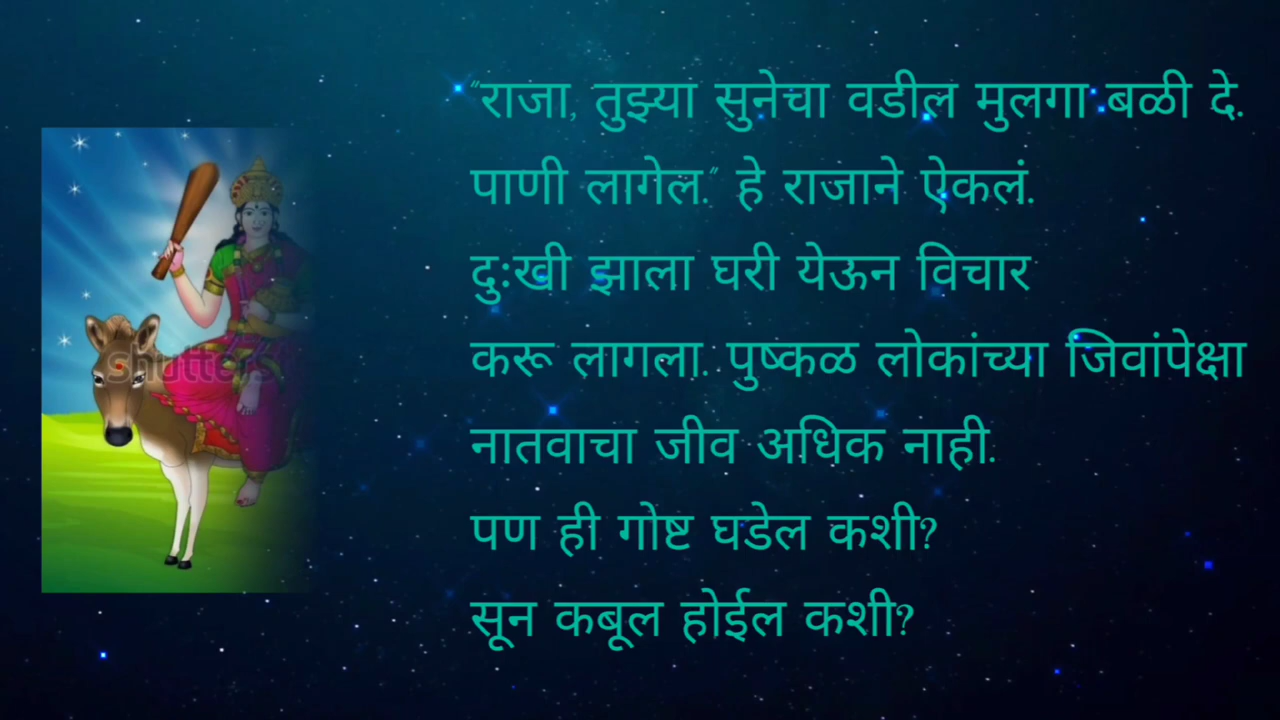 "राजा, तुझ्या सुनेचा वडील मुलगा बळी दे.
पाणी लागेल." हे राजाने ऐकलं.
दुःखी झाला घरी येऊन विचार
करू लागला. पुष्कळ लोकांच्या जिवांपेक्षा
नातवाचा जीव अधिक नाही.
पण ही गोष्ट घडेल कशी?
सून कबूल होईल कशी?